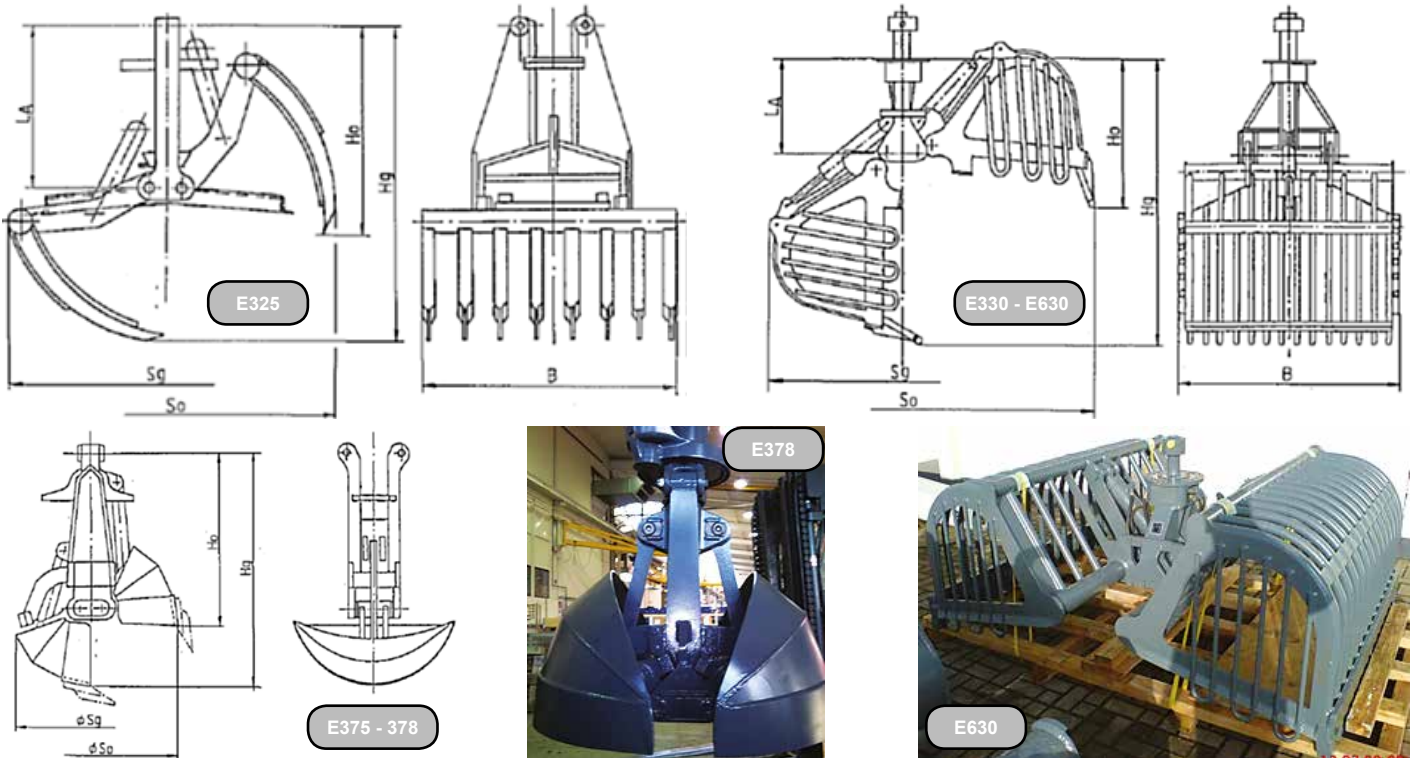 LA
Ho
Hg
E325
Sg
So
B
LA
Ho
Hg
E330 - E630
Sg
So
B
Ho
Hg
E375 - 378
φSg
φSo
E378
E630